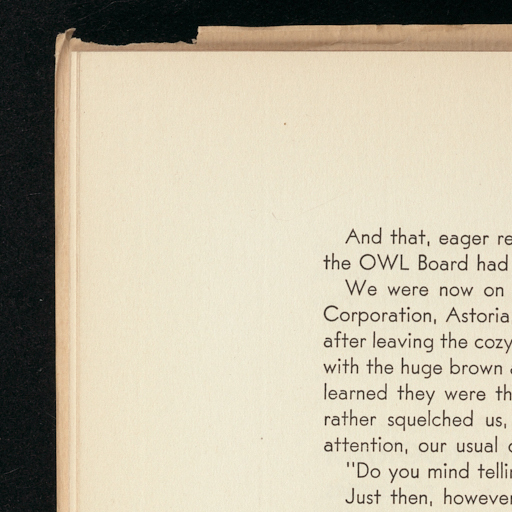 And that, eager re
the OWL Board had
We were now on
Corporation, Astoria
after leaving the cozy
with the huge brown
learned they were th
rather squelched us,
attention, our usual
"Do you mind tellin
Just then, however